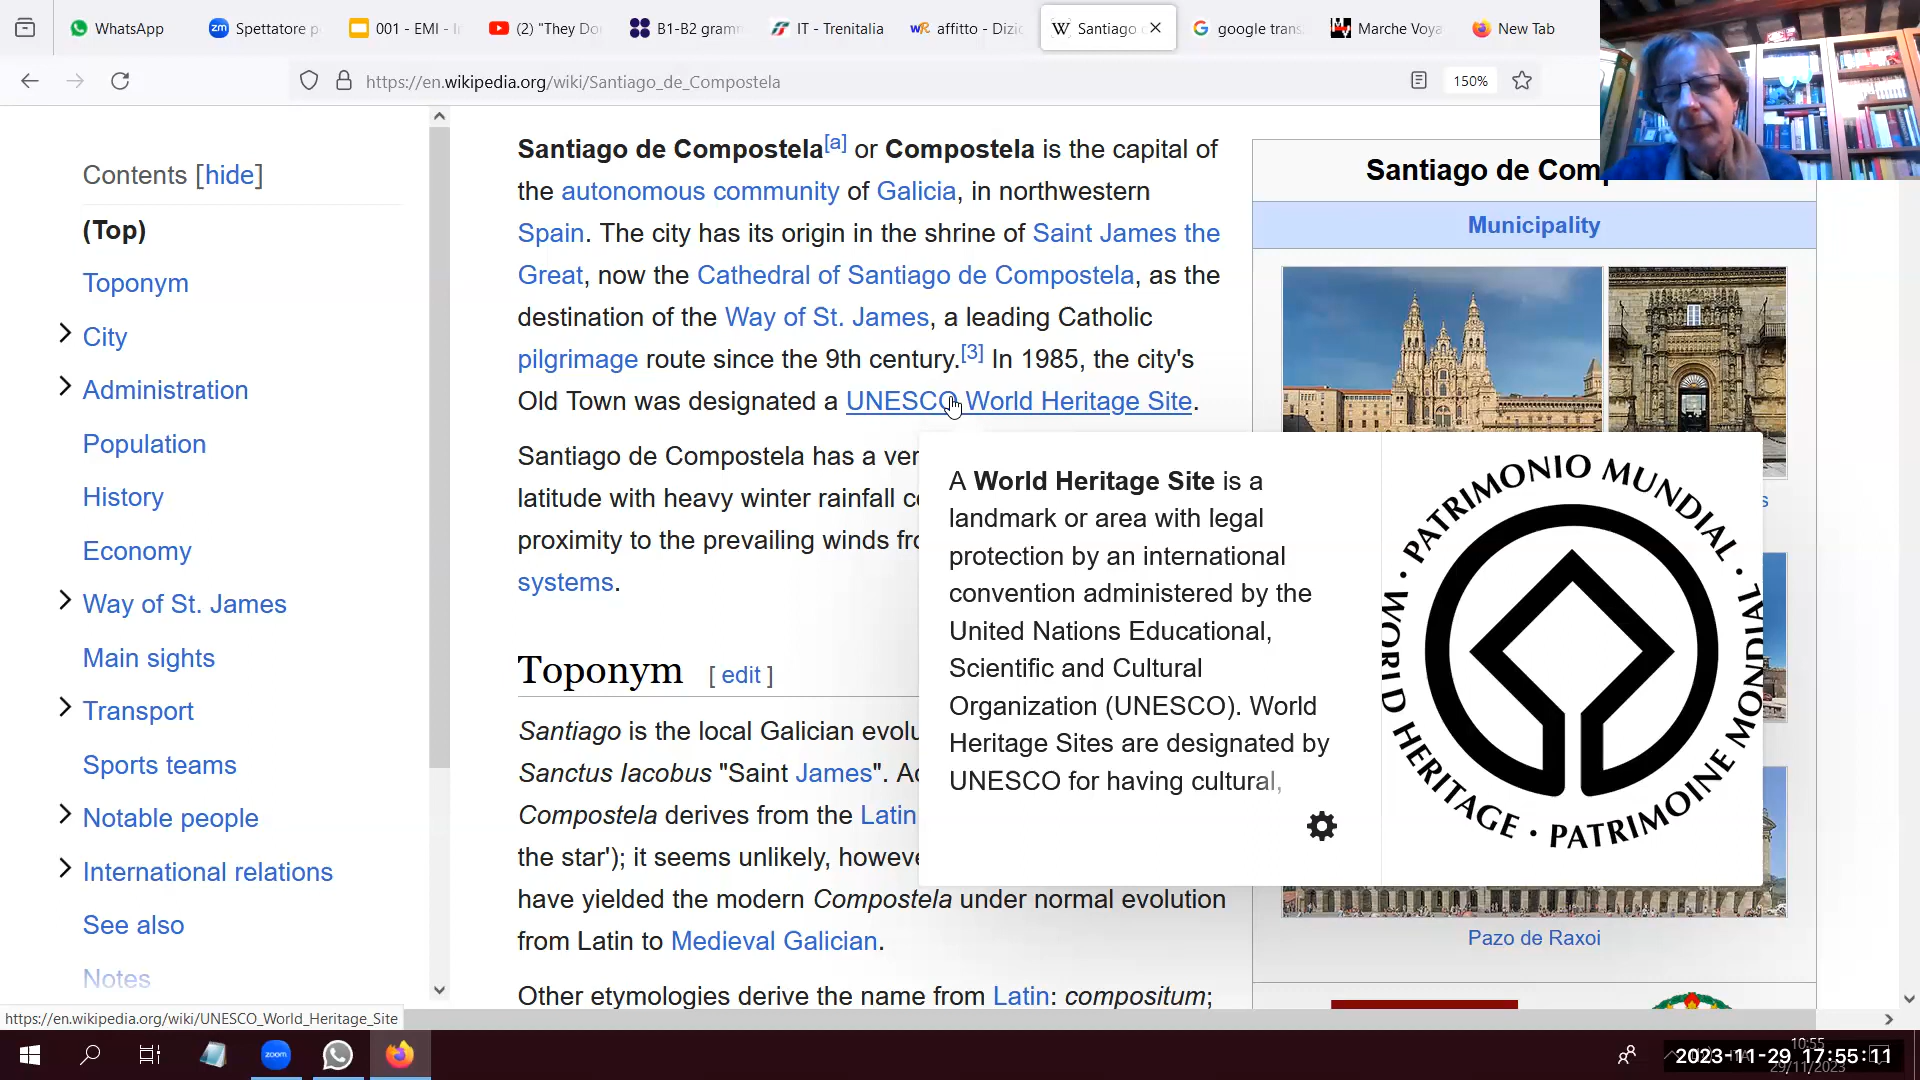 WhatsApp
Spettatore p
001 - EMI - I
(2) "They Do
B1-B2 gramm
IT - Trenitalia
affitto - Dizio
Santiago
google trans
Marche Voya
New Tab
https://en.wikipedia.org/wiki/Santiago_de_Compostela
150%
Contents [hide]
(Top)
Toponym
City
Administration
Population
History
Economy
Way of St. James
Main sights
Transport
Sports teams
Notable people
International relations
See also
Notes
Santiago de Compostela[a] or Compostela is the capital of
the autonomous community of Galicia, in northwestern
Spain. The city has its origin in the shrine of Saint James the
Great, now the Cathedral of Santiago de Compostela, as the
destination of the Way of St. James, a leading Catholic
pilgrimage route since the 9th century.[3] In 1985, the city's
Old Town was designated a UNESCO World Heritage Site.
Santiago de Compostela has a ver
latitude with heavy winter rainfall c
proximity to the prevailing winds fr
systems.
Toponym [ edit ]
Santiago is the local Galician evolu
Sanctus Iacobus "Saint James". Ac
Compostela derives from the Latin
the star'); it seems unlikely, howeve
have yielded the modern Compostela under normal evolution
from Latin to Medieval Galician.
Other etymologies derive the name from Latin: compositum;
A World Heritage Site is a
landmark or area with legal
protection by an international
convention administered by the
United Nations Educational,
Scientific and Cultural
Organization (UNESCO). World
Heritage Sites are designated by
UNESCO for having cultural,
PATRIMONIO MUNDIAL • WORLD HERITAGE • PATRIMOINE MONDIAL •
Santiago de Com
Municipality
s
Pazo de Raxoi
https://en.wikipedia.org/wiki/UNESCO_World_Heritage_Site
zoom
10:55
29/11/2023
2023-11-29 17:55:11